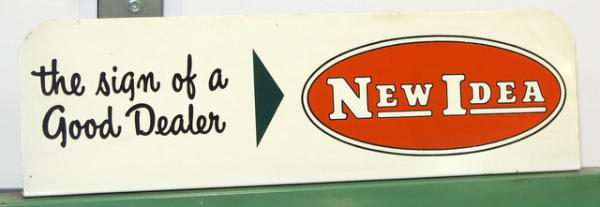 the sign of a
Good Dealer
NEW IDEA